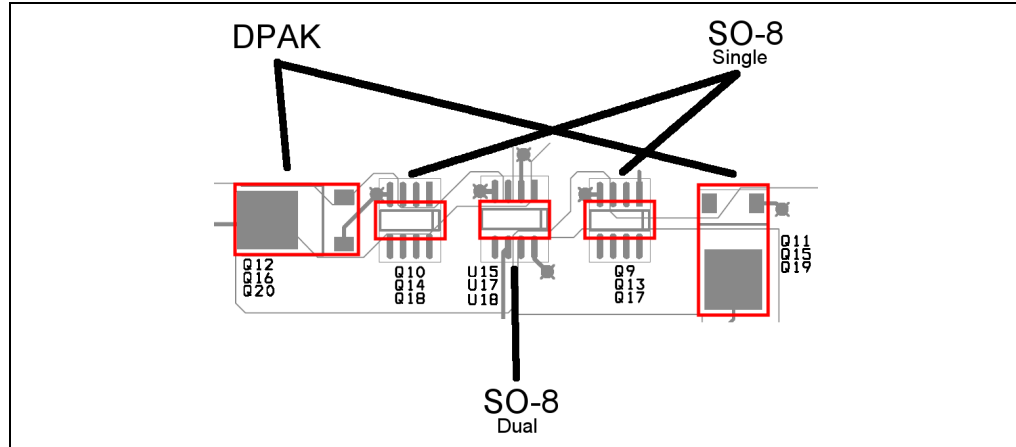 DPAK
SO-8
Single
Q12
Q16
Q20
Q10
Q14
Q18
U15
U17
U18
Q9
Q13
Q17
Q11
Q15
Q19
SO-8
Dual